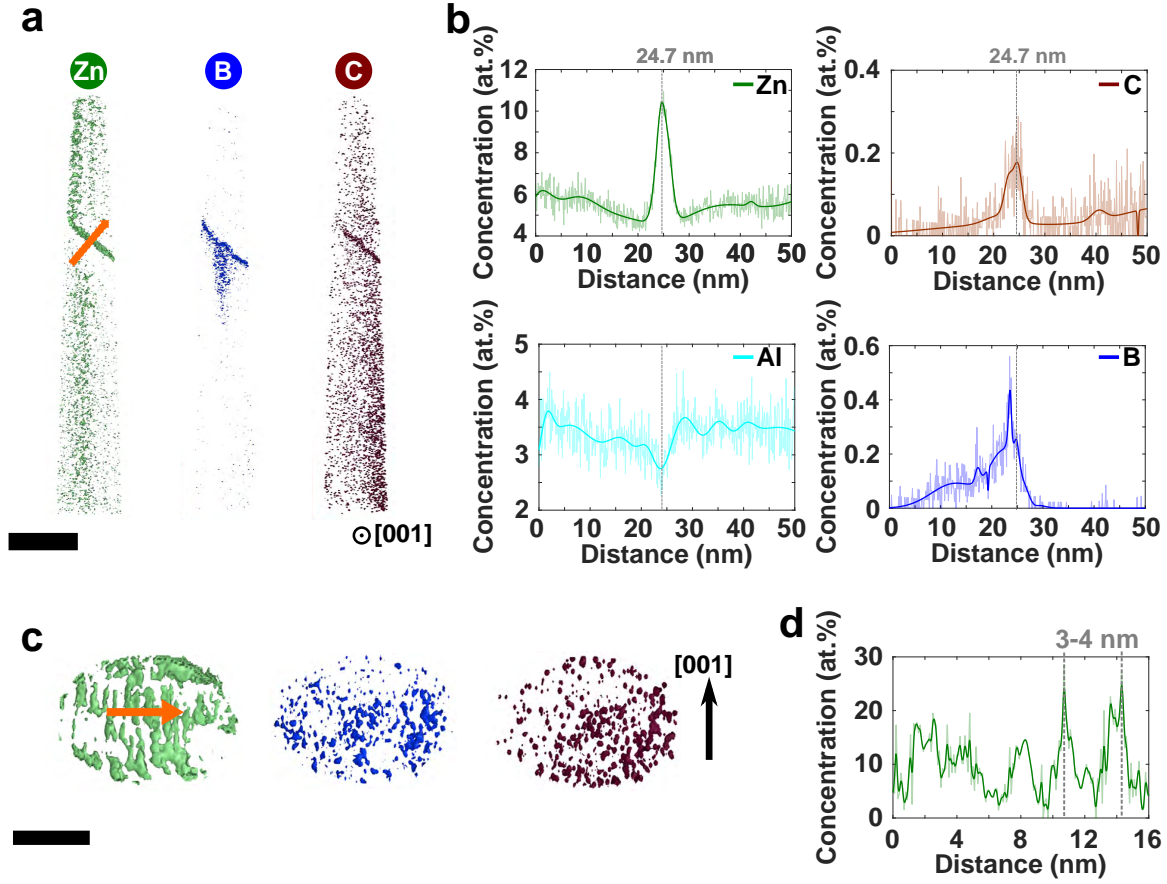 a
Zn B C
⊙[001]
b
24.7 nm
Concentration (at.%)
12
10
8
6
4
0 10 20 30 40 50
Distance (nm)
Zn
24.7 nm
Concentration (at.%)
0.4
0.2
0
0 10 20 30 40 50
Distance (nm)
C
Concentration (at.%)
5
4
3
2
0 10 20 30 40 50
Distance (nm)
Al
Concentration (at.%)
0.6
0.4
0.2
0
0 10 20 30 40 50
Distance (nm)
B
c
[001]
d
3-4 nm
Concentration (at.%)
30
20
10
0
0 4 8 12 16
Distance (nm)